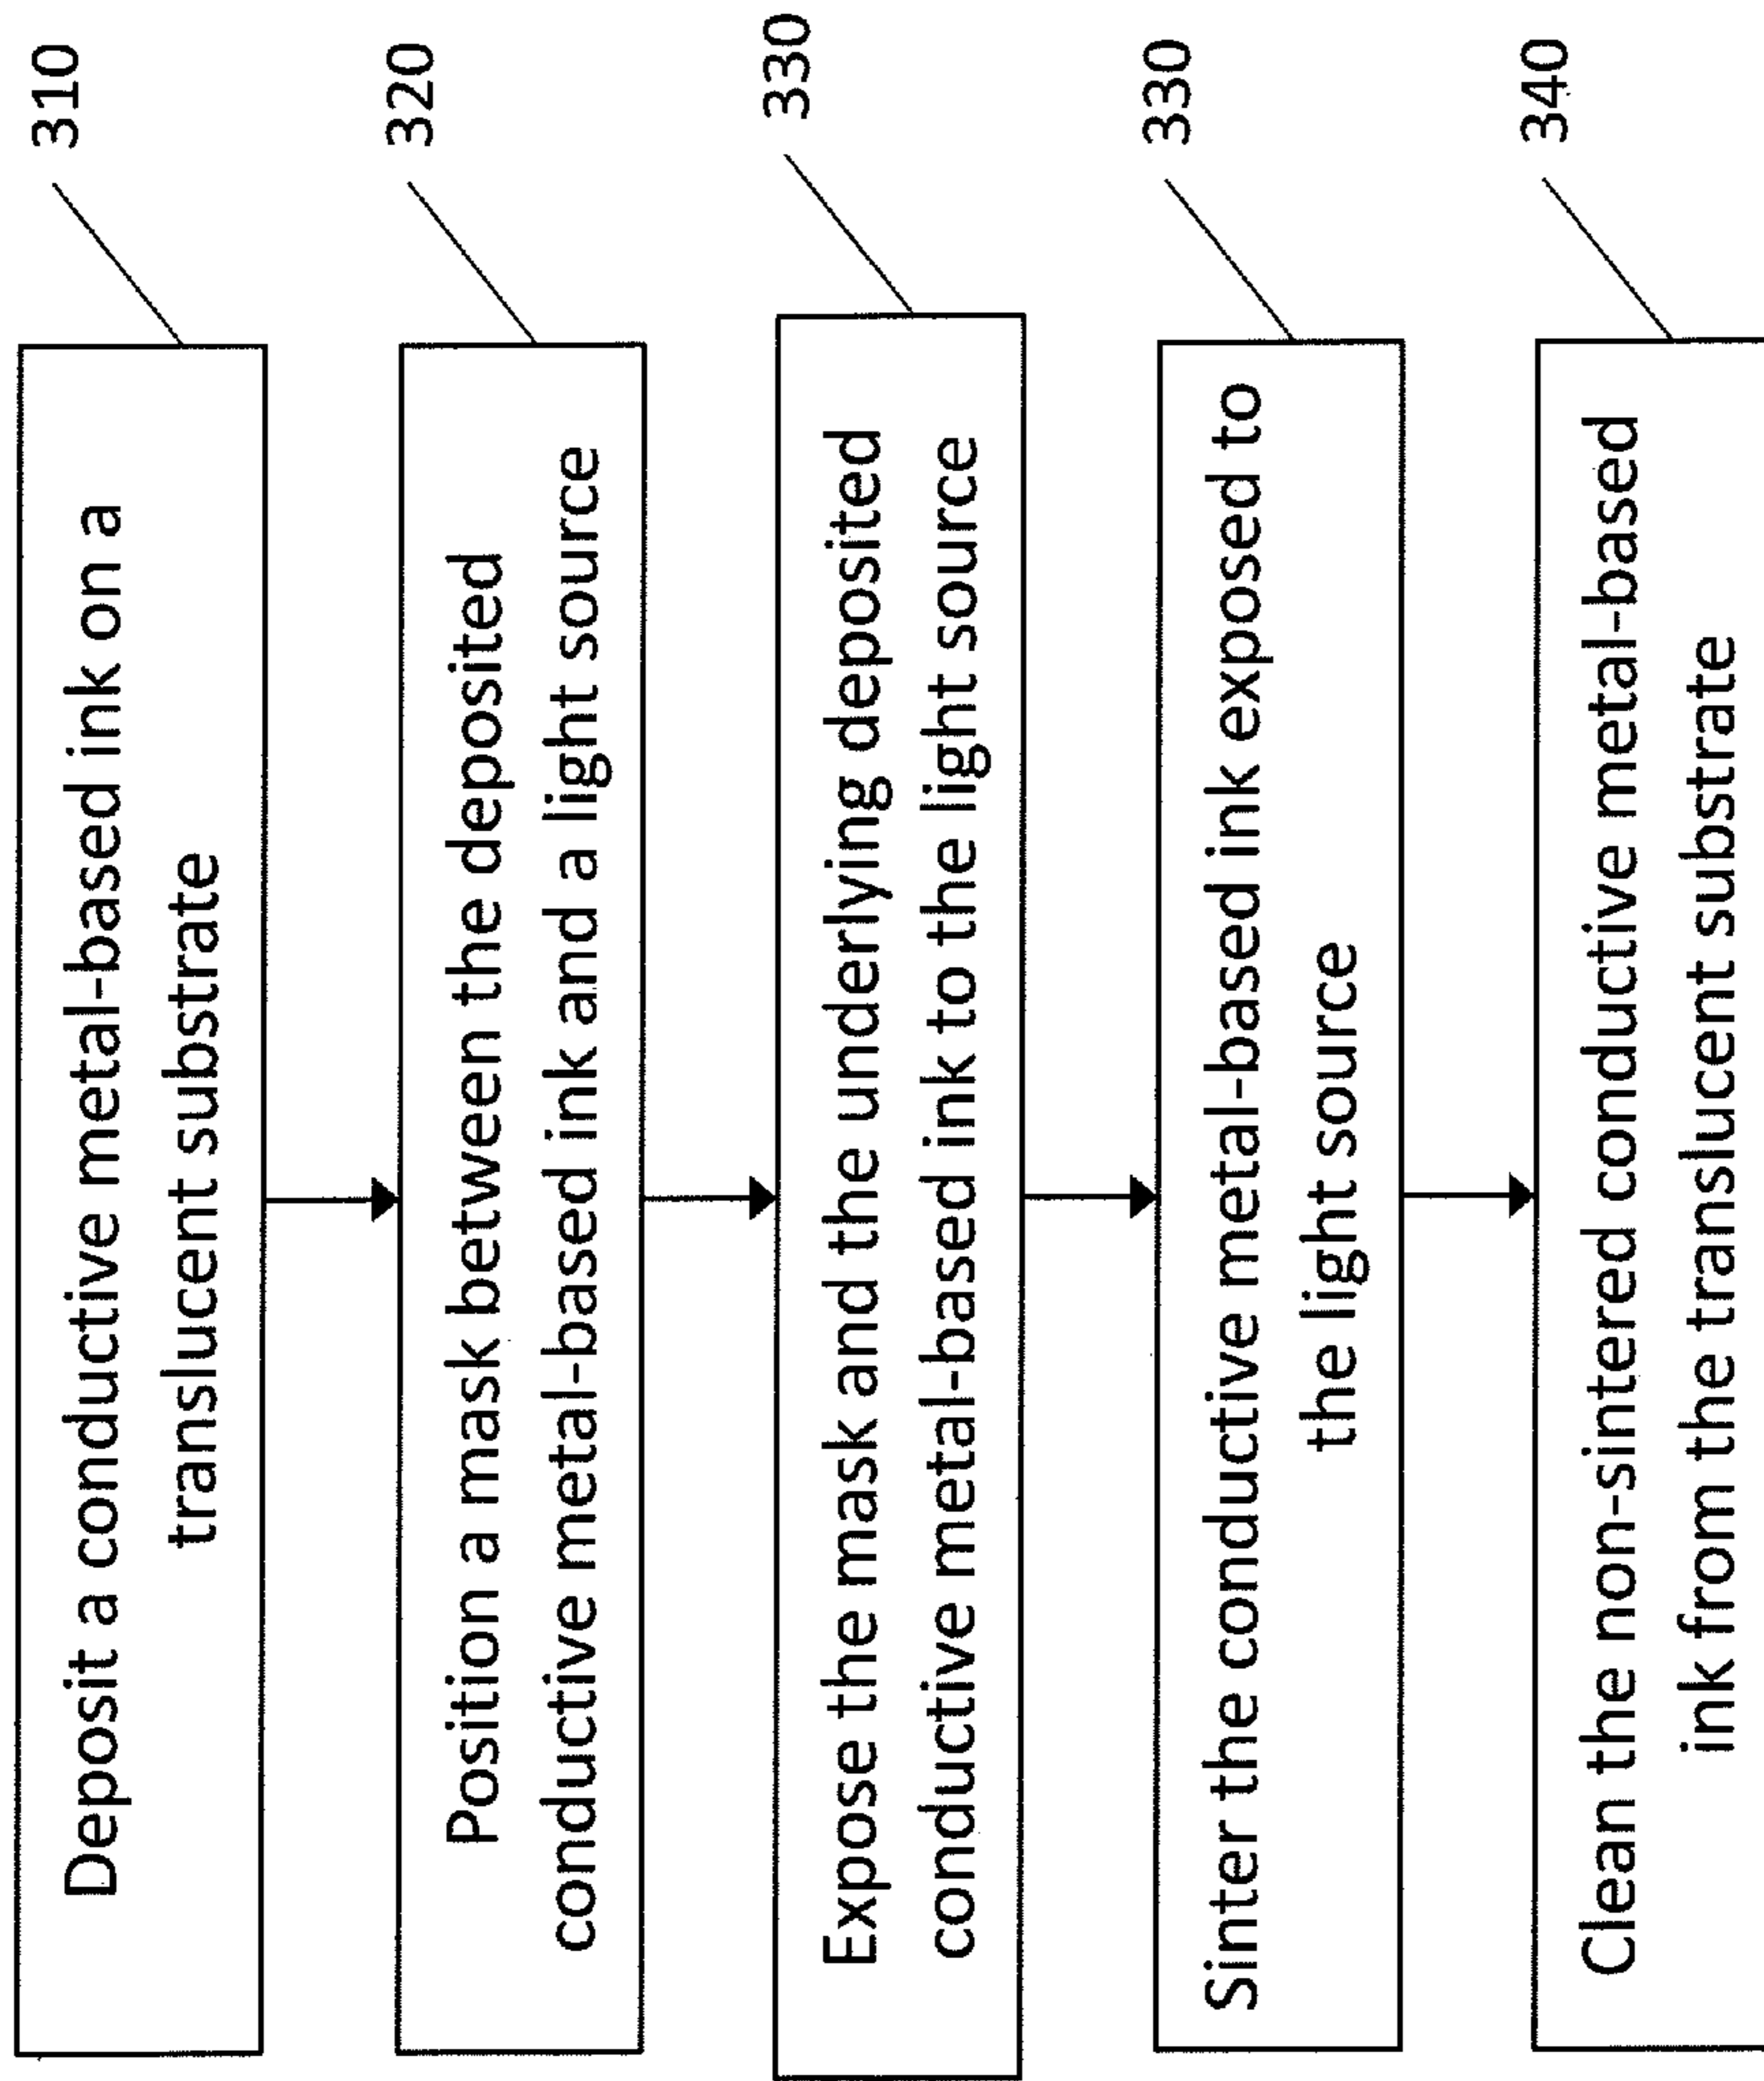 310
Deposit a conductive metal-based ink on a
translucent substrate
320
Position a mask between the deposited
conductive metal-based ink and a light source
330
Expose the mask and the underlying deposited
conductive metal-based ink to the light source
330
Sinter the conductive metal-based ink exposed to
the light source
340
Clean the non-sintered conductive metal-based
ink from the translucent substrate